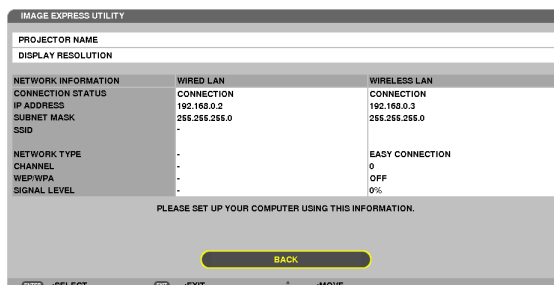 IMAGE EXPRESS UTILITY
PROJECTOR NAME
DISPLAY RESOLUTION
NETWORK INFORMATION WIRED LAN WIRELESS LAN
CONNECTION STATUS CONNECTION CONNECTION
IP ADDRESS 192.168.0.2 192.168.0.3
SUBNET MASK 255.255.255.0 255.255.255.0
SSID -
NETWORK TYPE - EASY CONNECTION
CHANNEL - 0
WEP/WPA - OFF
SIGNAL LEVEL - 0%
PLEASE SET UP YOUR COMPUTER USING THIS INFORMATION.
BACK
ENTER :SELECT EXIT :EXIT :MOVE